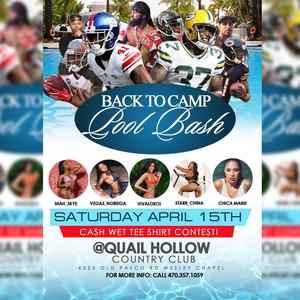 BACK TO CAMP
Pool Bash
NIAH_SKYE
VEGAS_NORIEGA
VIVALOKOI
STARR_CHINA
CHICA MARIE
SATURDAY APRIL 15TH
CASH WET TEE SHIRT CONTEST!
@QUAIL HOLLOW
COUNTRY CLUB
6225 OLD PASCO RD WESLEY CHAPEL
FOR MORE INFO: CALL 470.357.1059